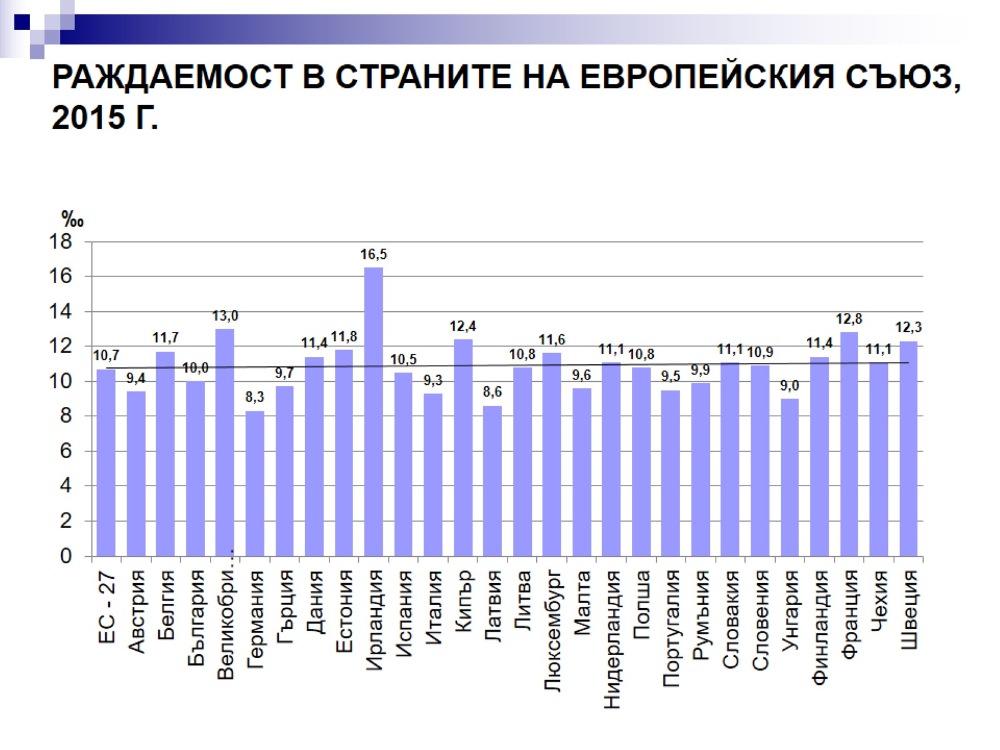 РАЖДАЕМОСТ В СТРАНИТЕ НА ЕВРОПЕЙСКИЯ СЪЮЗ,
2015 Г.
‰
18
16
14
12
10
8
6
4
2
0
10,7
9,4
11,7
10,0
13,0
8,3
9,7
11,4
11,8
16,5
10,5
9,3
12,4
8,6
10,8
11,6
9,6
11,1
10,8
9,5
9,9
11,1
10,9
9,0
11,4
12,8
11,1
12,3
ЕС - 27
Австрия
Белгия
България
Великобри…
Германия
Гърция
Дания
Естония
Ирландия
Испания
Италия
Кипър
Латвия
Литва
Люксембург
Малта
Нидерландия
Полша
Португалия
Румъния
Словакия
Словения
Унгария
Финландия
Франция
Чехия
Швеция